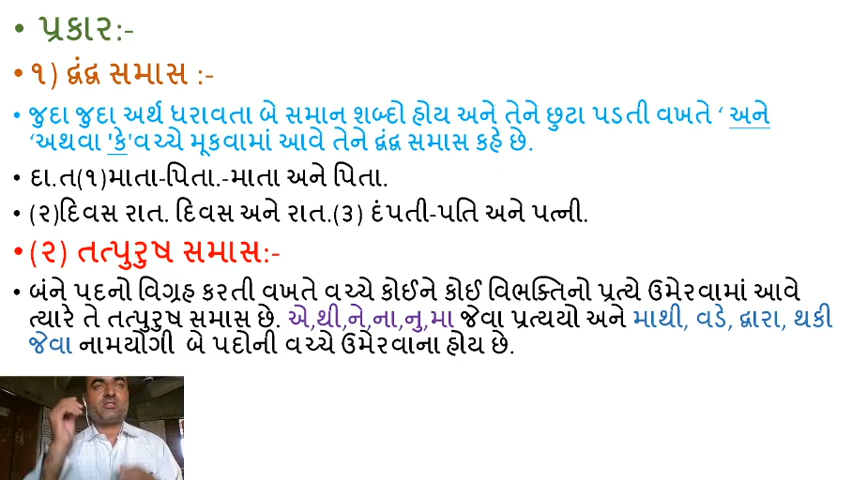 • પ્રકાર:-
• ૧) દ્વંદ્વ સમાસ :-
• જુદા જુદા અર્થ ધરાવતા બે સમાન શબ્દો હોય અને તેને છુટા પડતી વખતે ‘ અને
‘અથવા 'કે'વચ્ચે મૂકવામાં આવે તેને દ્વંદ્વ સમાસ કહે છે.
• દા.ત(૧)માતા-પિતા.-માતા અને પિતા.
• (૨)દિવસ રાત. દિવસ અને રાત.(૩) દંપતી-પતિ અને પત્ની.
• (૨) તત્પુરુષ સમાસ:-
• બંને પદનો વિગ્રહ કરતી વખતે વચ્ચે કોઈને કોઈ વિભક્તિનો પ્રત્યે ઉમેરવામાં આવે
ત્યારે તે તત્પુરુષ સમાસ છે. એ,થી,ને,ના,નુ,મા જેવા પ્રત્યયો અને માથી, વડે, દ્વારા, થકી
જેવા નામયોગી બે પદોની વચ્ચે ઉમેરવાના હોય છે.